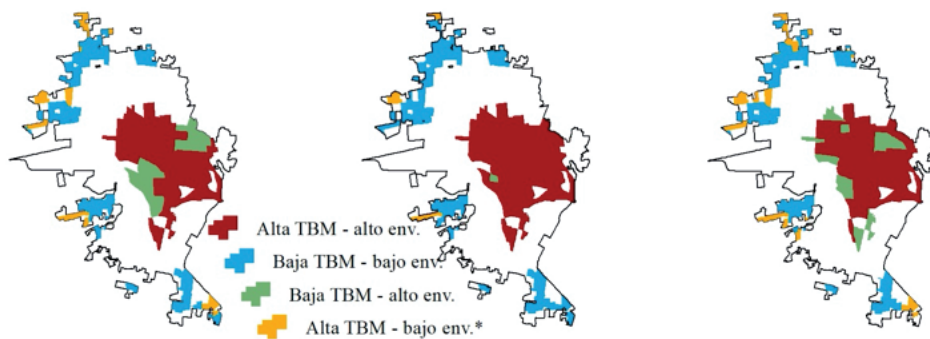 Alta TBM - alto env.
Baja TBM - bajo env.
Baja TBM - alto env.
Alta TBM - bajo env.*